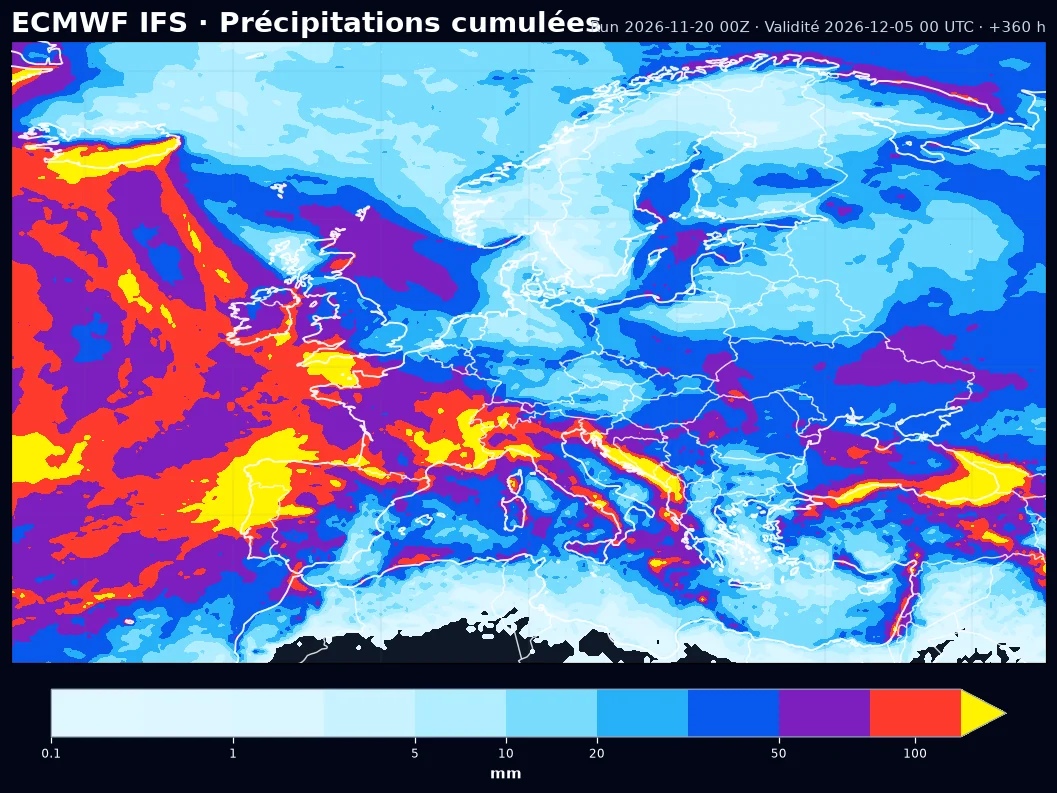 ECMWF IFS · Précipitations cumulées
Run 2026-11-20 00Z · Validité 2026-12-05 00 UTC · +360 h
0.1 1 5 10 20 50 100
mm